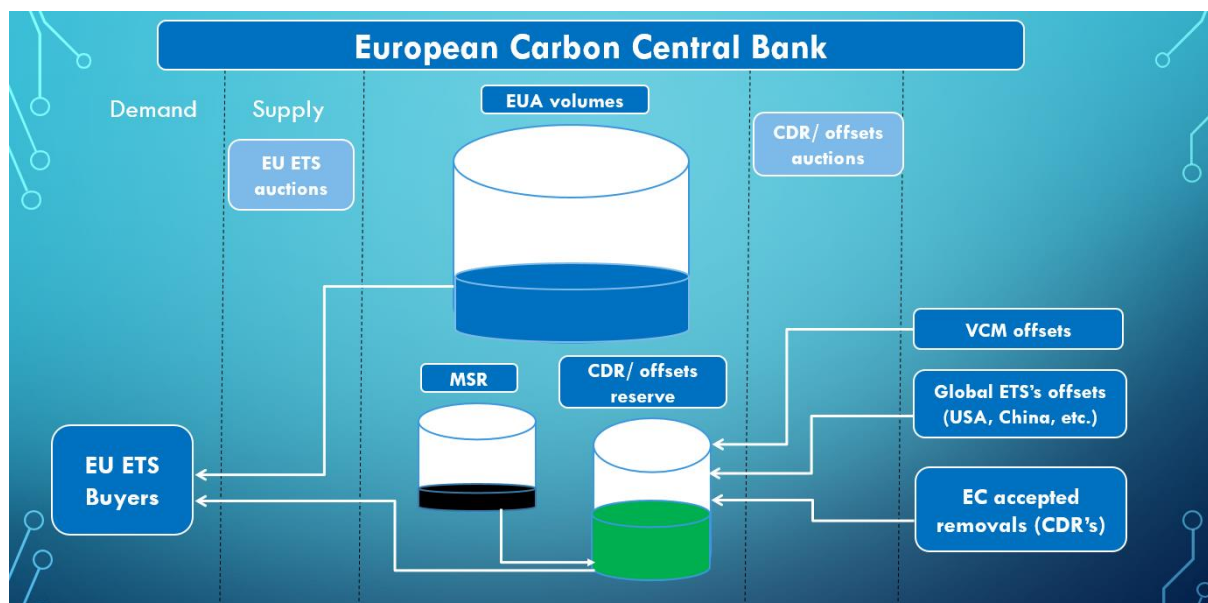 European Carbon Central Bank
Demand
Supply
EUA volumes
EU ETS
auctions
CDR/ offsets
auctions
MSR
CDR/ offsets
reserve
VCM offsets
Global ETS's offsets
(USA, China, etc.)
EU ETS
Buyers
EC accepted
removals (CDR's)